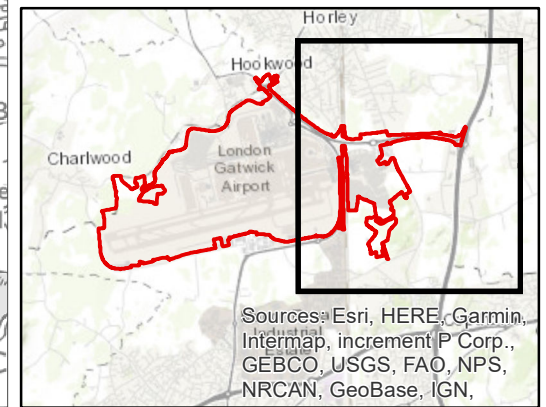 Horley
Hookwood
Charlwood
London
Gatwick
Airport
Sources: Esri, HERE, Garmin,
Industrial
Intermap, increment P Corp.,
Estate
GEBCO, USGS, FAO, NPS,
NRCAN, GeoBase, IGN,